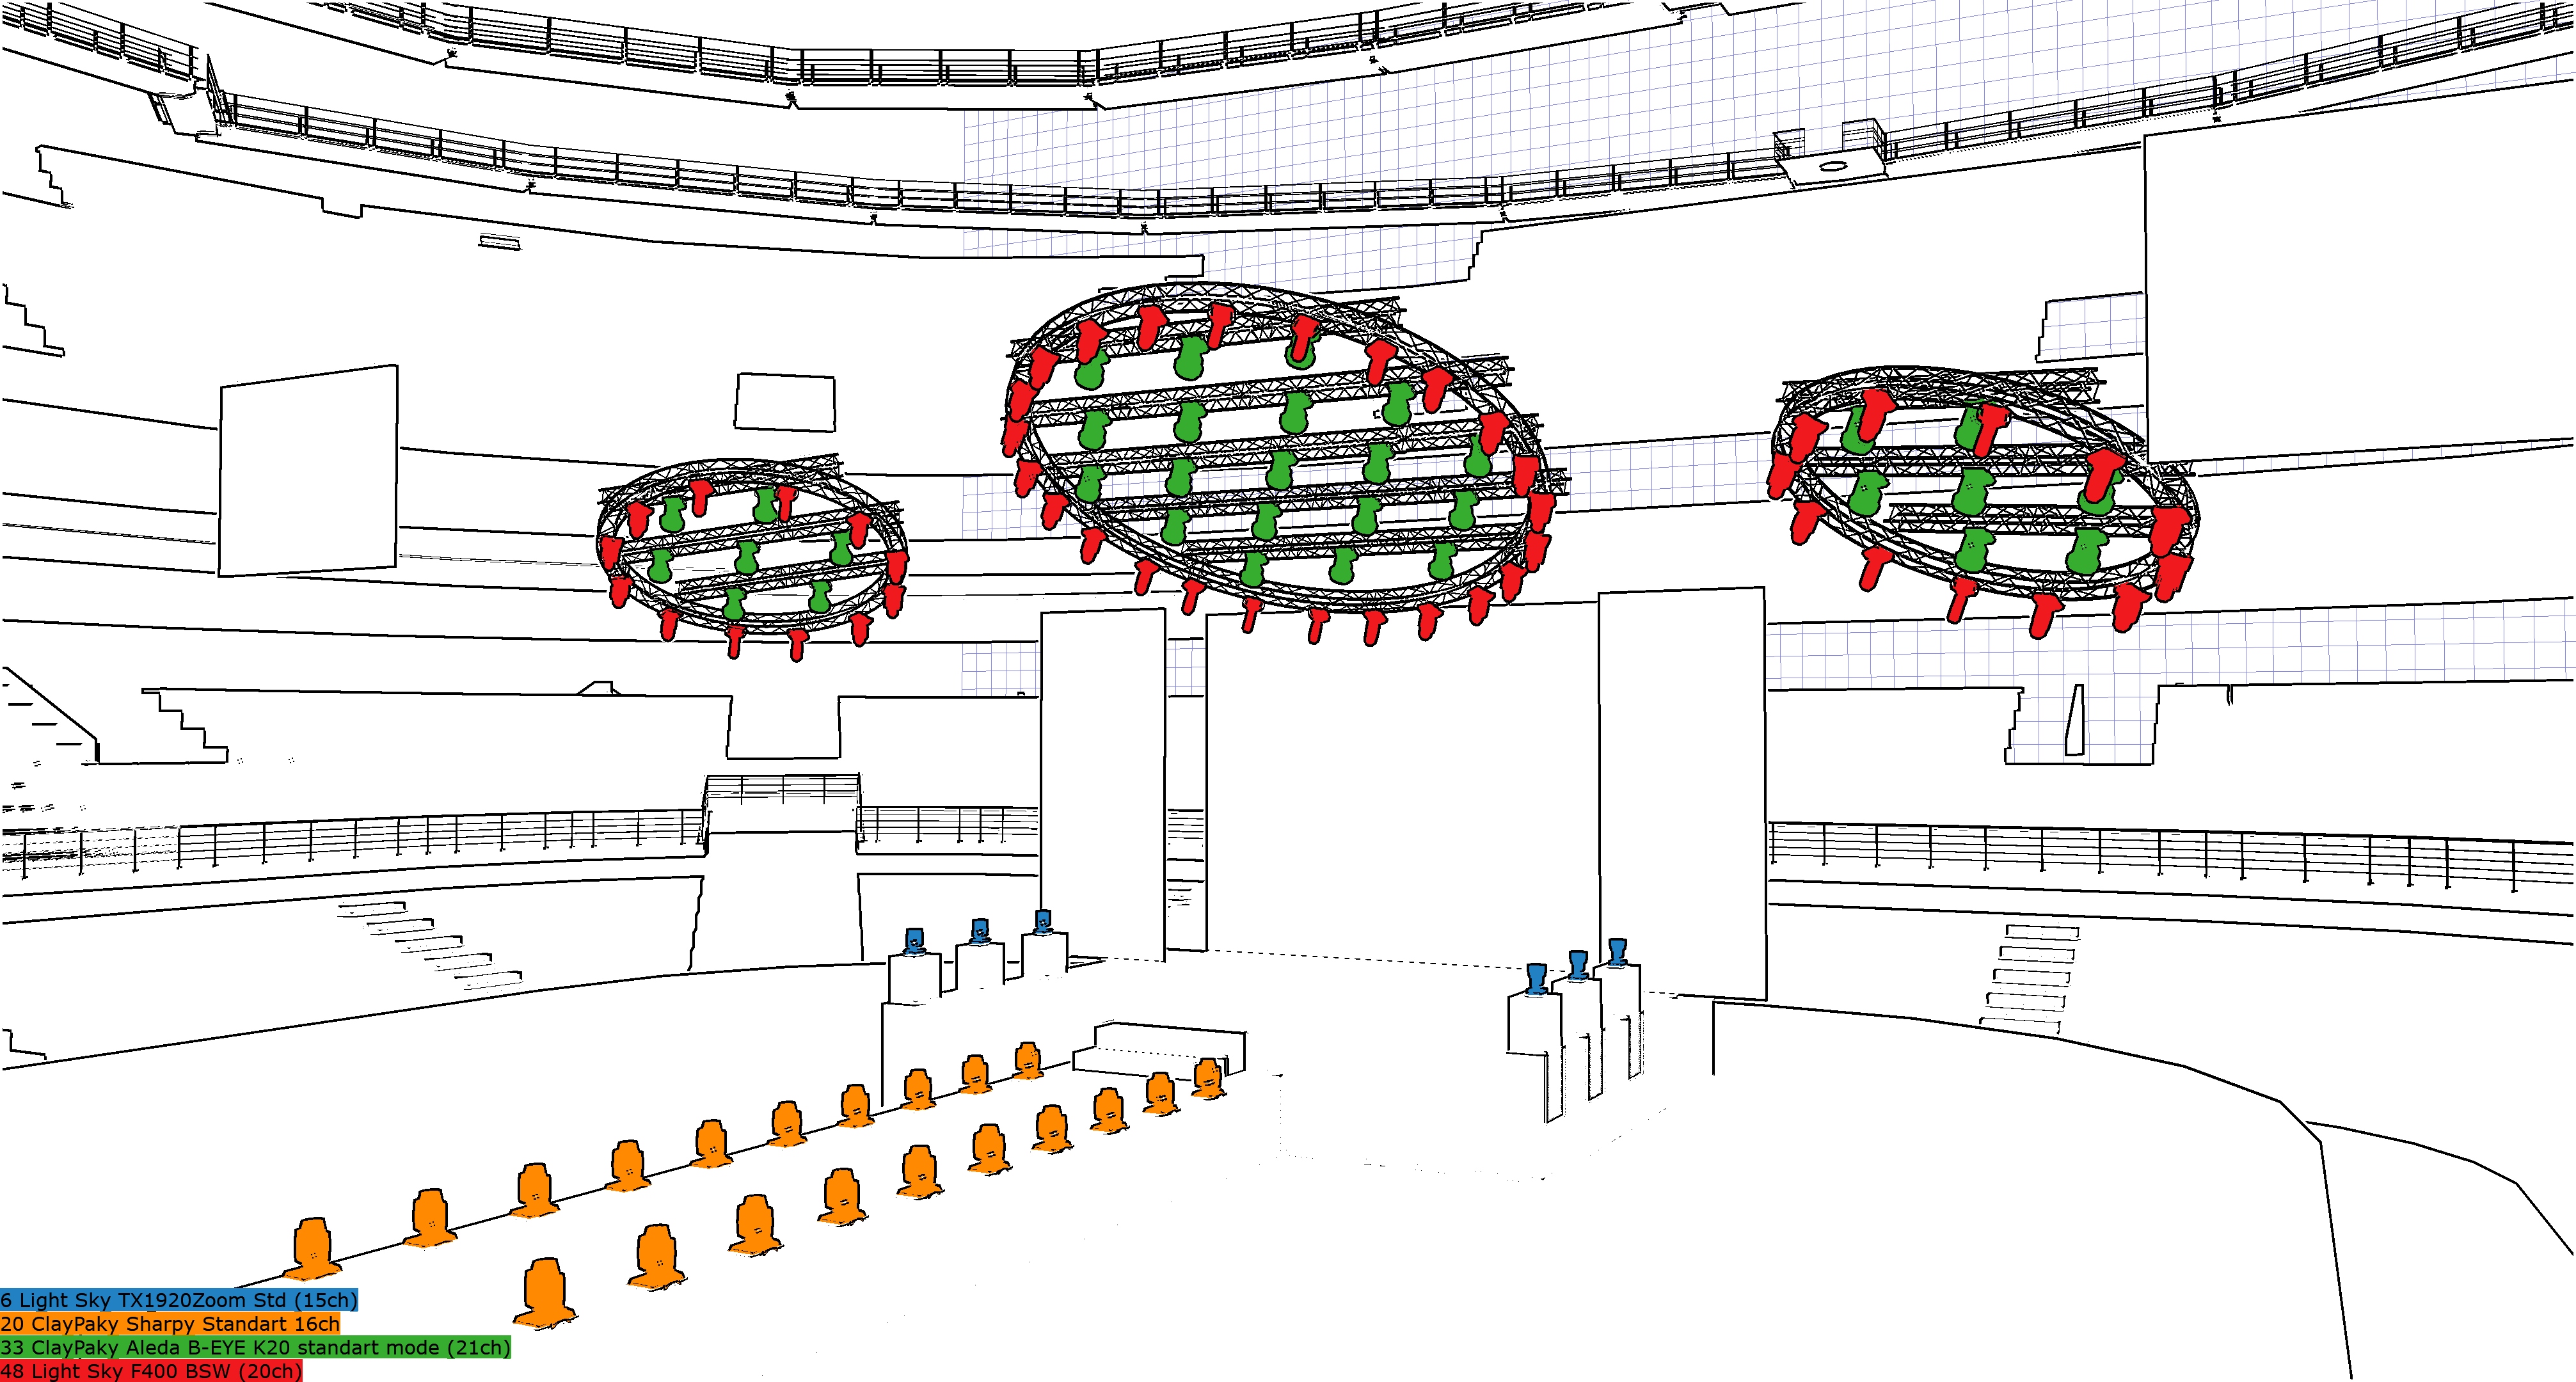 6 Light Sky TX1920Zoom Std (15ch)
20 ClayPaky Sharpy Standart 16ch
33 ClayPaky Aleda B-EYE K20 standart mode (21ch)
48 Light Sky F400 BSW (20ch)